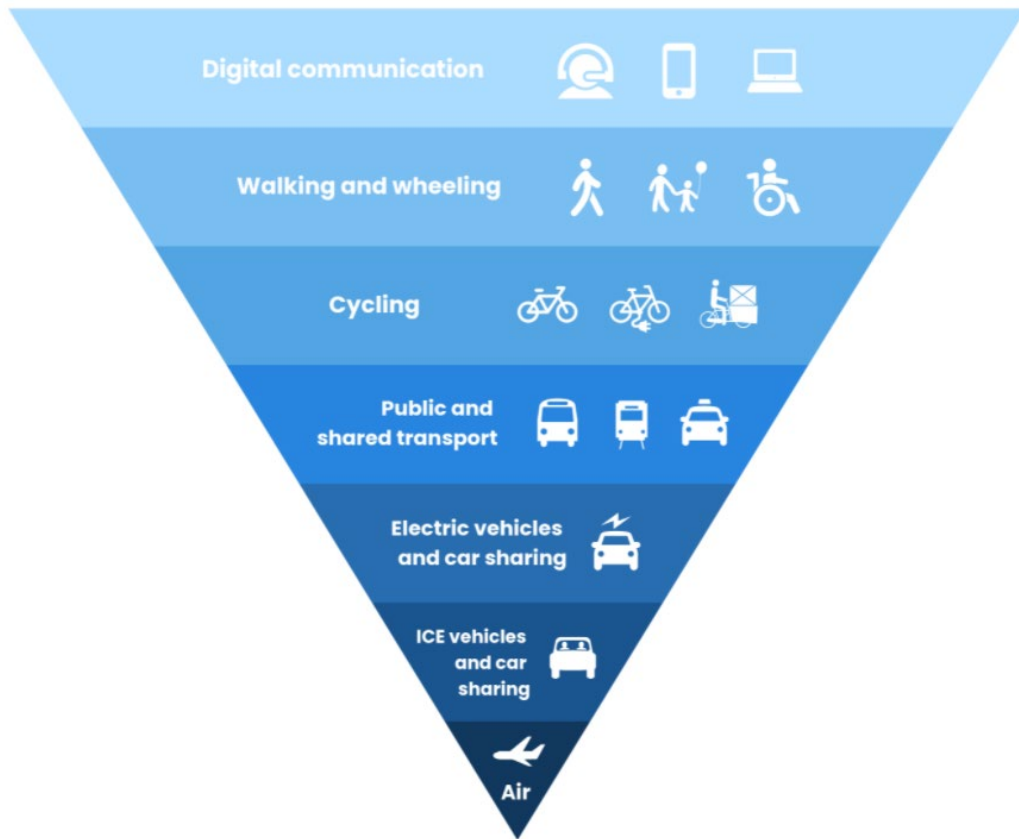 Digital communication
Walking and wheeling
Cycling
Public and
shared transport
Electric vehicles
and car sharing
ICE vehicles
and car
sharing
Air